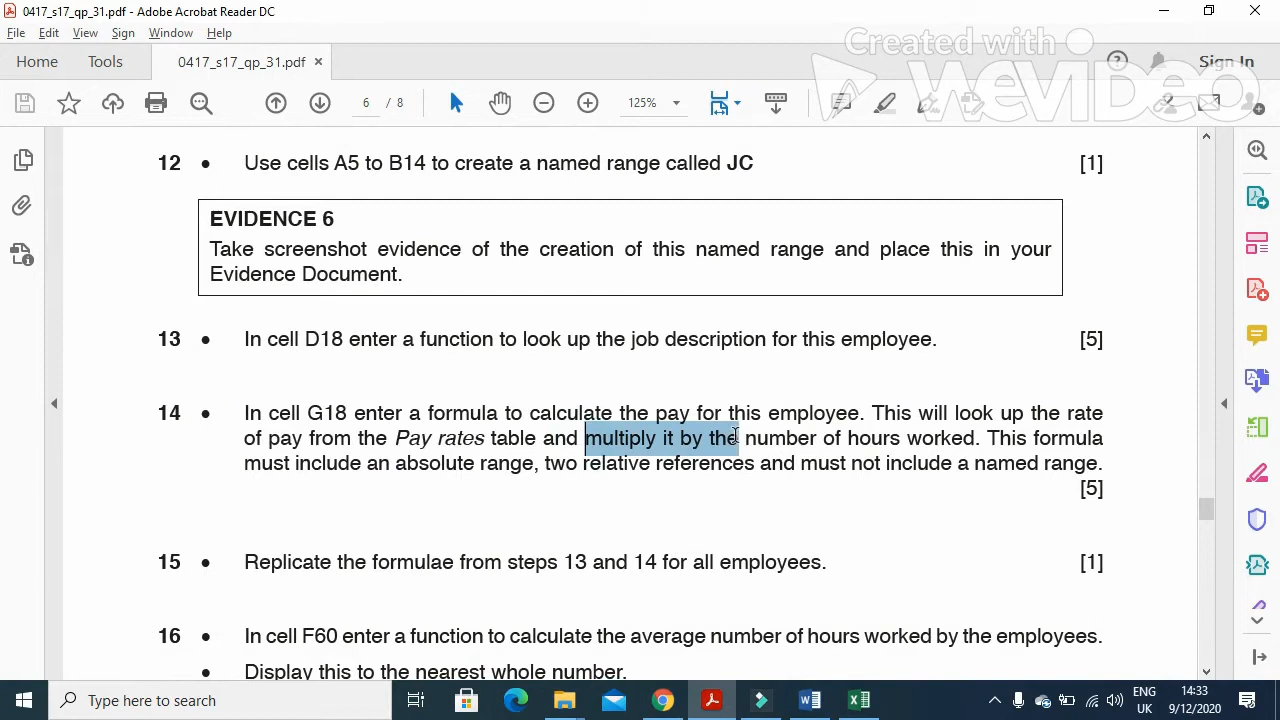 0417_s17_qp_31.pdf - Adobe Acrobat Reader DC
File Edit View Sign Window Help
Created with
WeVideo
Home Tools 0417_s17_qp_31.pdf × Sign In
6 / 8 125%
12 • Use cells A5 to B14 to create a named range called JC [1]
EVIDENCE 6
Take screenshot evidence of the creation of this named range and place this in your
Evidence Document.
13 • In cell D18 enter a function to look up the job description for this employee. [5]
14 • In cell G18 enter a formula to calculate the pay for this employee. This will look up the rate
of pay from the Pay rates table and multiply it by the number of hours worked. This formula
must include an absolute range, two relative references and must not include a named range.
[5]
15 • Replicate the formulae from steps 13 and 14 for all employees. [1]
16 • In cell F60 enter a function to calculate the average number of hours worked by the employees.
• Display this to the nearest whole number.
Type here to search
ENG
UK
14:33
9/12/2020